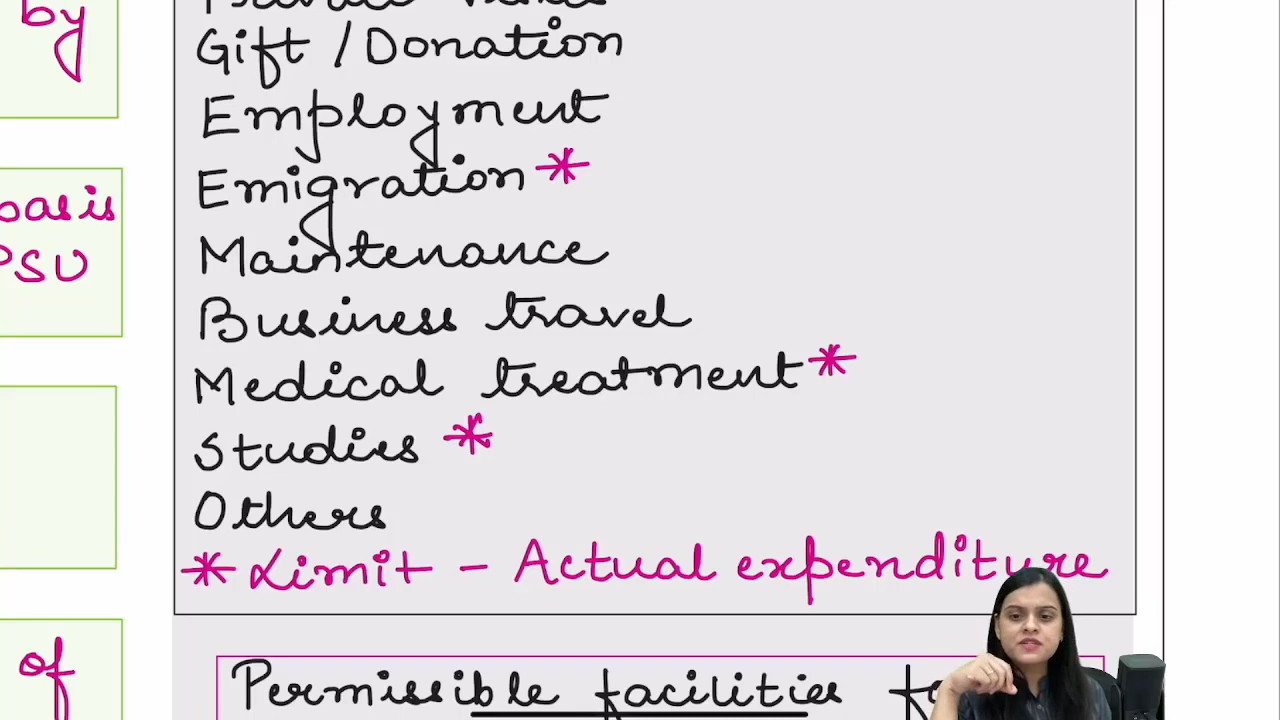 by
Gift / Donation
Employment
Emigration *
basis
PSU
Maintenance
Business travel
Medical treatment *
Studies *
Others
* Limit - Actual expenditure
of
Permissible facilities